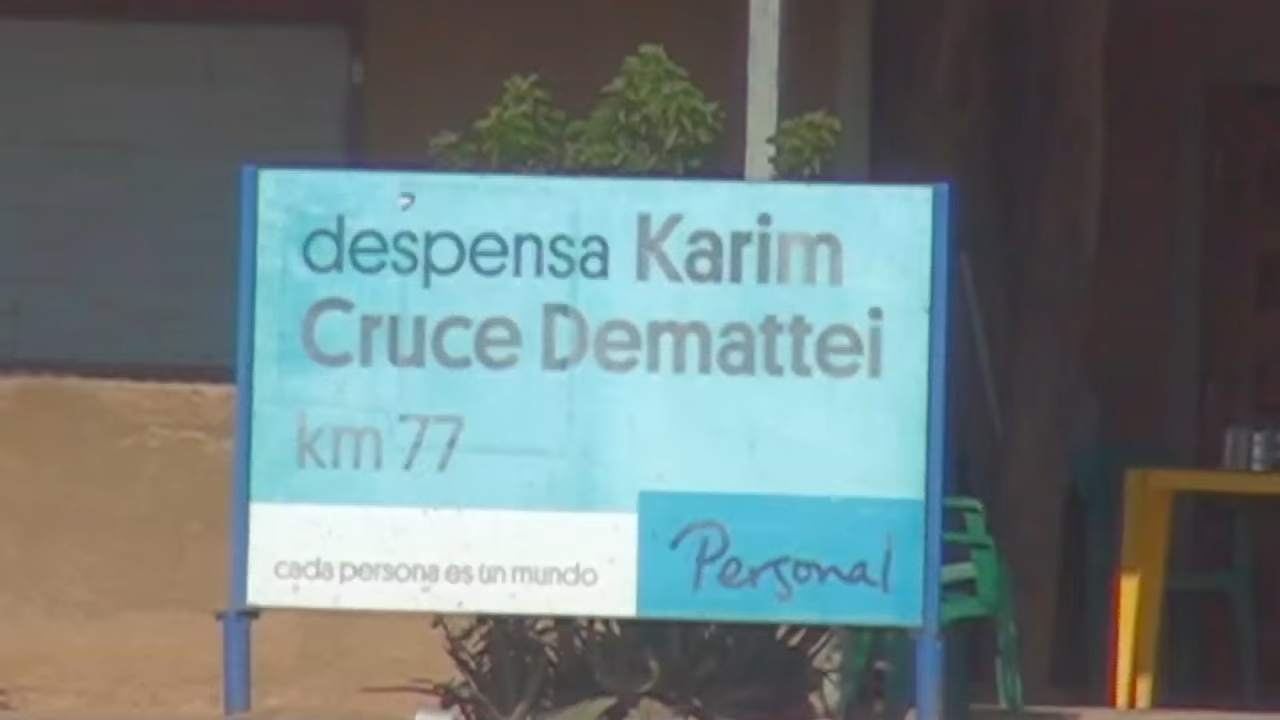 despensa Karim
Cruce Demattei
km 77
cada persona es un mundo
Personal